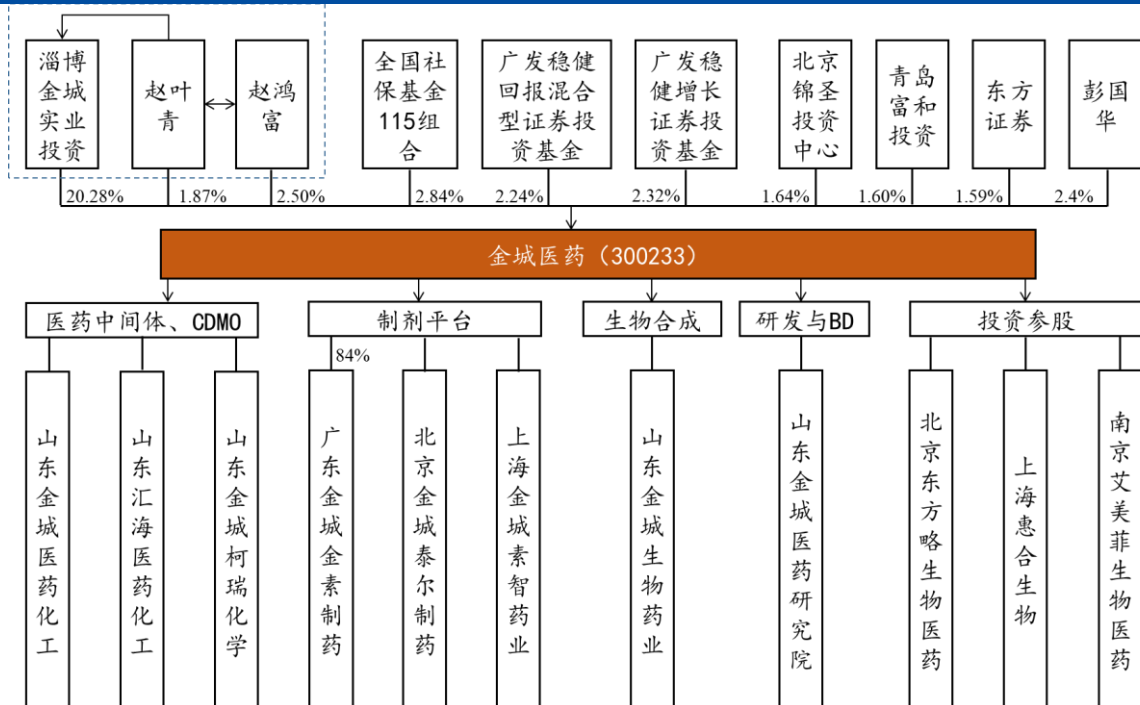 淄博
金城
实业
投资
赵叶
青
赵鸿
富
全国社
保基金
115组
合
广发稳健
回报混合
型证券投
资基金
广发稳
健增长
证券投
资基金
北京
锦圣
投资
中心
青岛
富和
投资
东方
证券
彭国
华
20.28%
1.87%
2.50%
2.84%
2.24%
2.32%
1.64%
1.60%
1.59%
2.4%
金城医药（300233）
医药中间体、CDMO
制剂平台
生物合成
研发与BD
投资参股
84%
山东金城医药化工
山东汇海医药化工
山东金城柯瑞化学
广东金城金素制药
北京金城泰尔制药
上海金城素智药业
山东金城生物药业
山东金城医药研究院
北京东方略生物医药
上海惠合生物
南京艾美菲生物医药